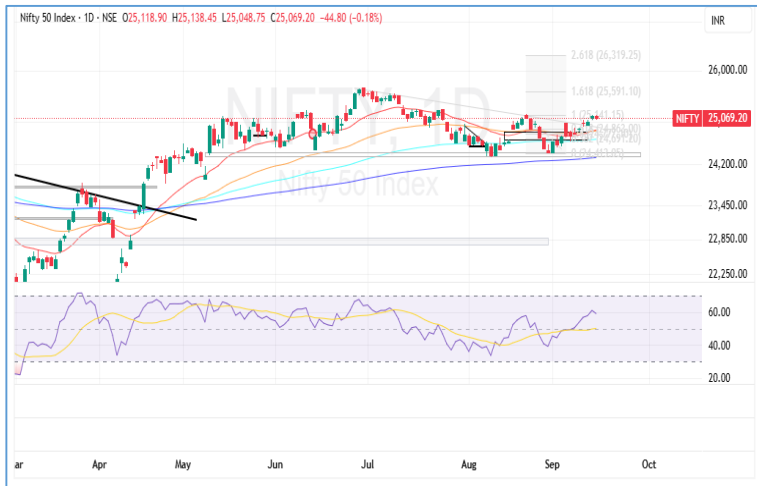 Nifty 50 Index · 1D · NSE O25,118.90 H25,138.45 L25,048.75 C25,069.20 -44.80 (-0.18%)
INR
2.618 (26,319.25)
26,000.00
1.618 (25,591.10)
NIFTY, 1D
NIFTY 25,069.20
Nifty 50 Index
24,200.00
23,450.00
22,850.00
22,250.00
60.00
40.00
20.00
ar Apr May Jun Jul Aug Sep Oct